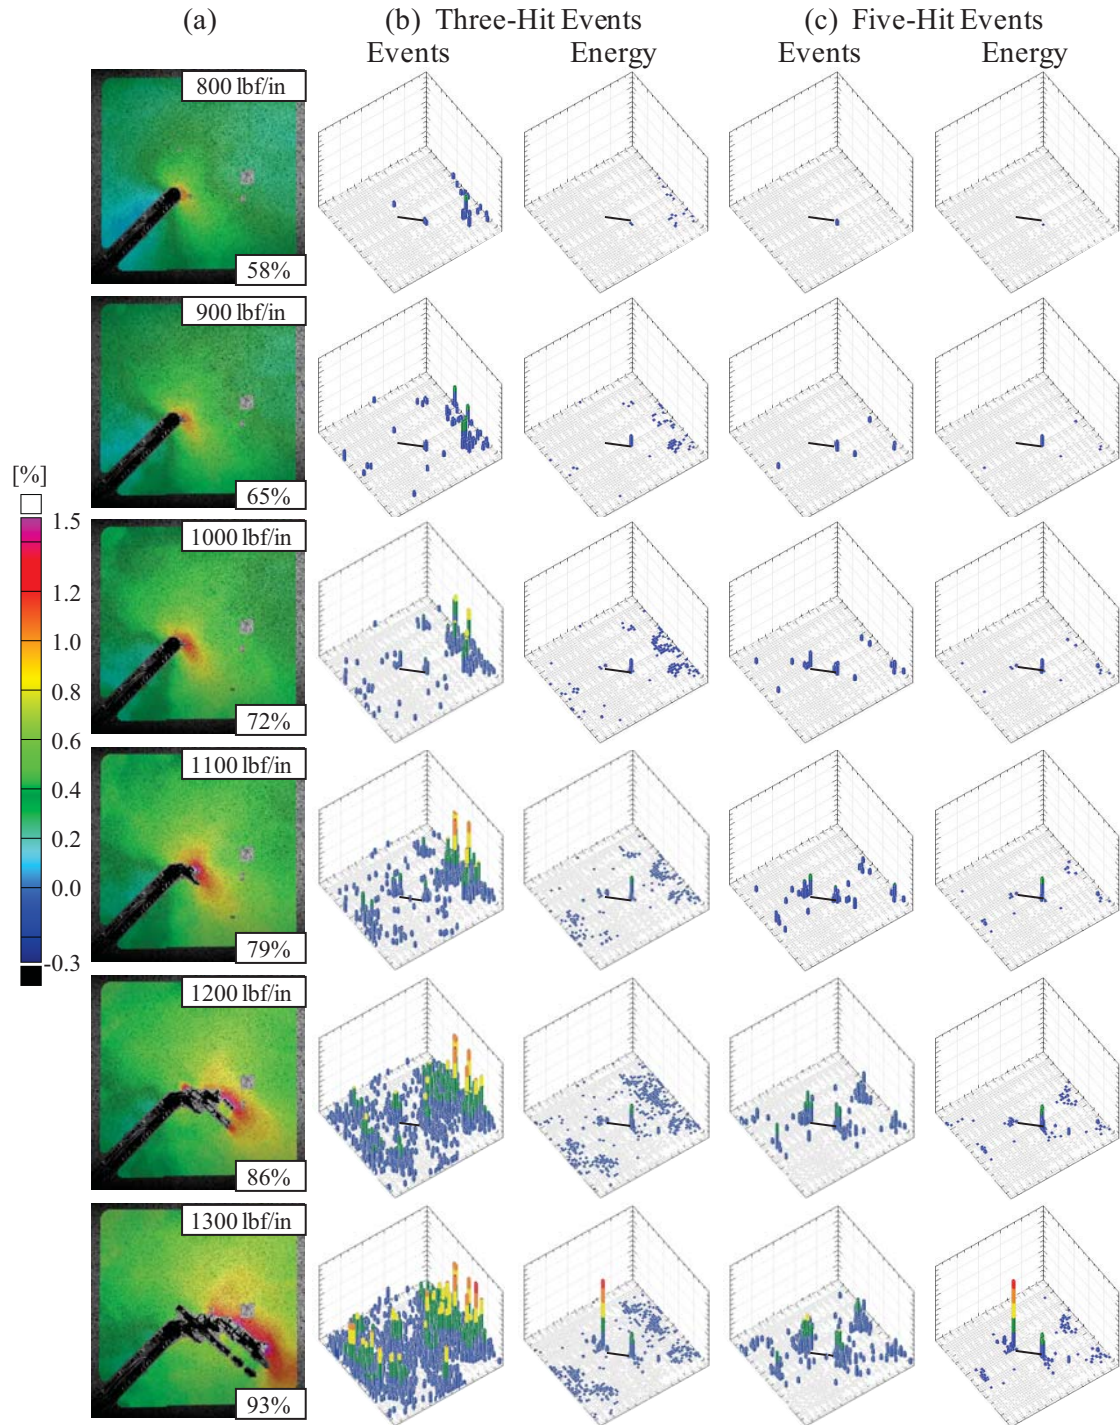 (a)
(b) Three-Hit Events
(c) Five-Hit Events
Events
Energy
Events
Energy
800 lbf/in
58%
900 lbf/in
65%
[%]
1.5
1.2
1.0
0.8
0.6
0.4
0.2
0.0
-0.3
1000 lbf/in
72%
1100 lbf/in
79%
1200 lbf/in
86%
1300 lbf/in
93%